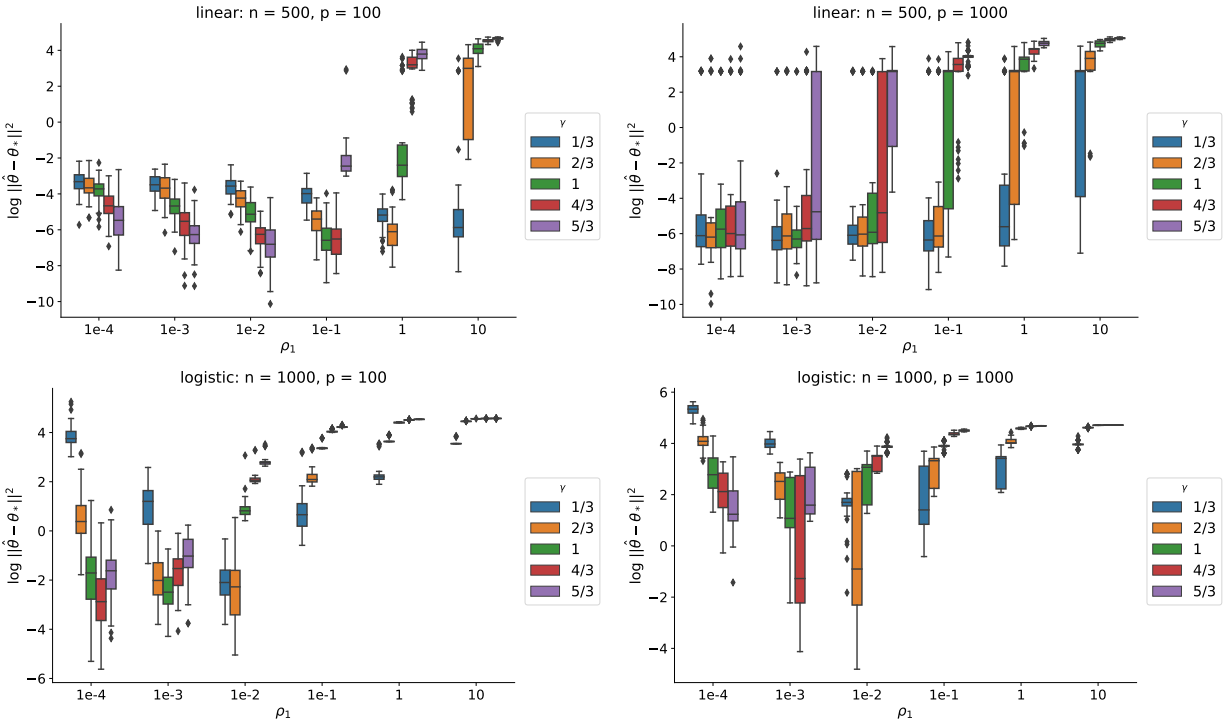 linear: n = 500, p = 100
4
2
0
−2
−4
−6
−8
−10
log ||θ̂ − θ*||²
1e-4 1e-3 1e-2 1e-1 1 10
ρ₁
γ
1/3
2/3
1
4/3
5/3
linear: n = 500, p = 1000
4
2
0
−2
−4
−6
−8
−10
log ||θ̂ − θ*||²
1e-4 1e-3 1e-2 1e-1 1 10
ρ₁
γ
1/3
2/3
1
4/3
5/3
logistic: n = 1000, p = 100
4
2
0
−2
−4
−6
log ||θ̂ − θ*||²
1e-4 1e-3 1e-2 1e-1 1 10
ρ₁
γ
1/3
2/3
1
4/3
5/3
logistic: n = 1000, p = 1000
6
4
2
0
−2
−4
log ||θ̂ − θ*||²
1e-4 1e-3 1e-2 1e-1 1 10
ρ₁
γ
1/3
2/3
1
4/3
5/3